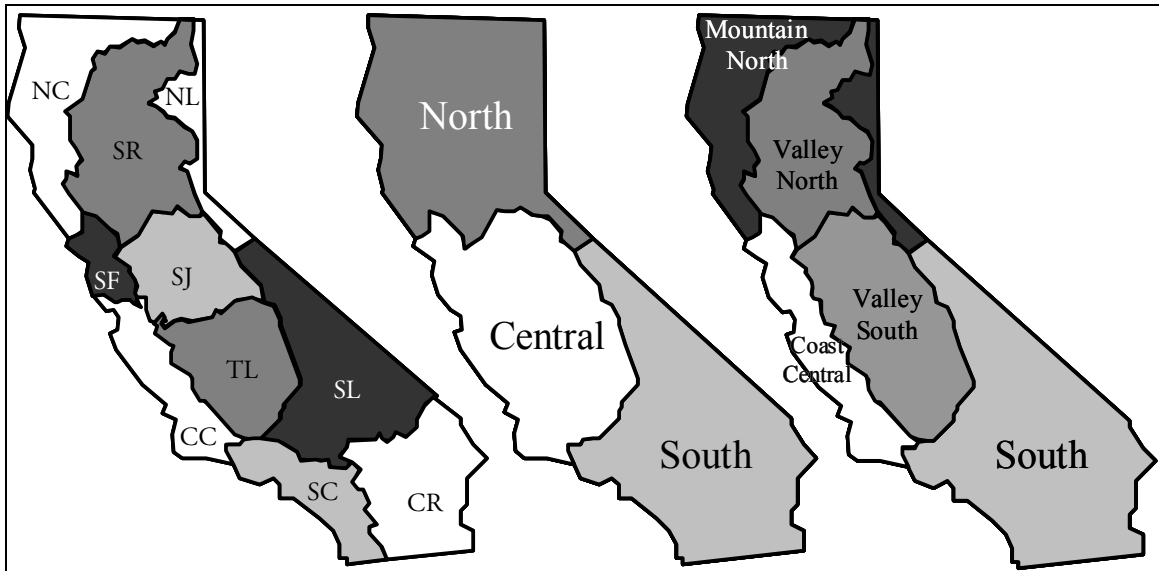 NC
NL
SR
SF
SJ
TL
SL
CC
SC
CR
North
Central
South
Mountain
North
Valley
North
Valley
South
Coast
Central
South